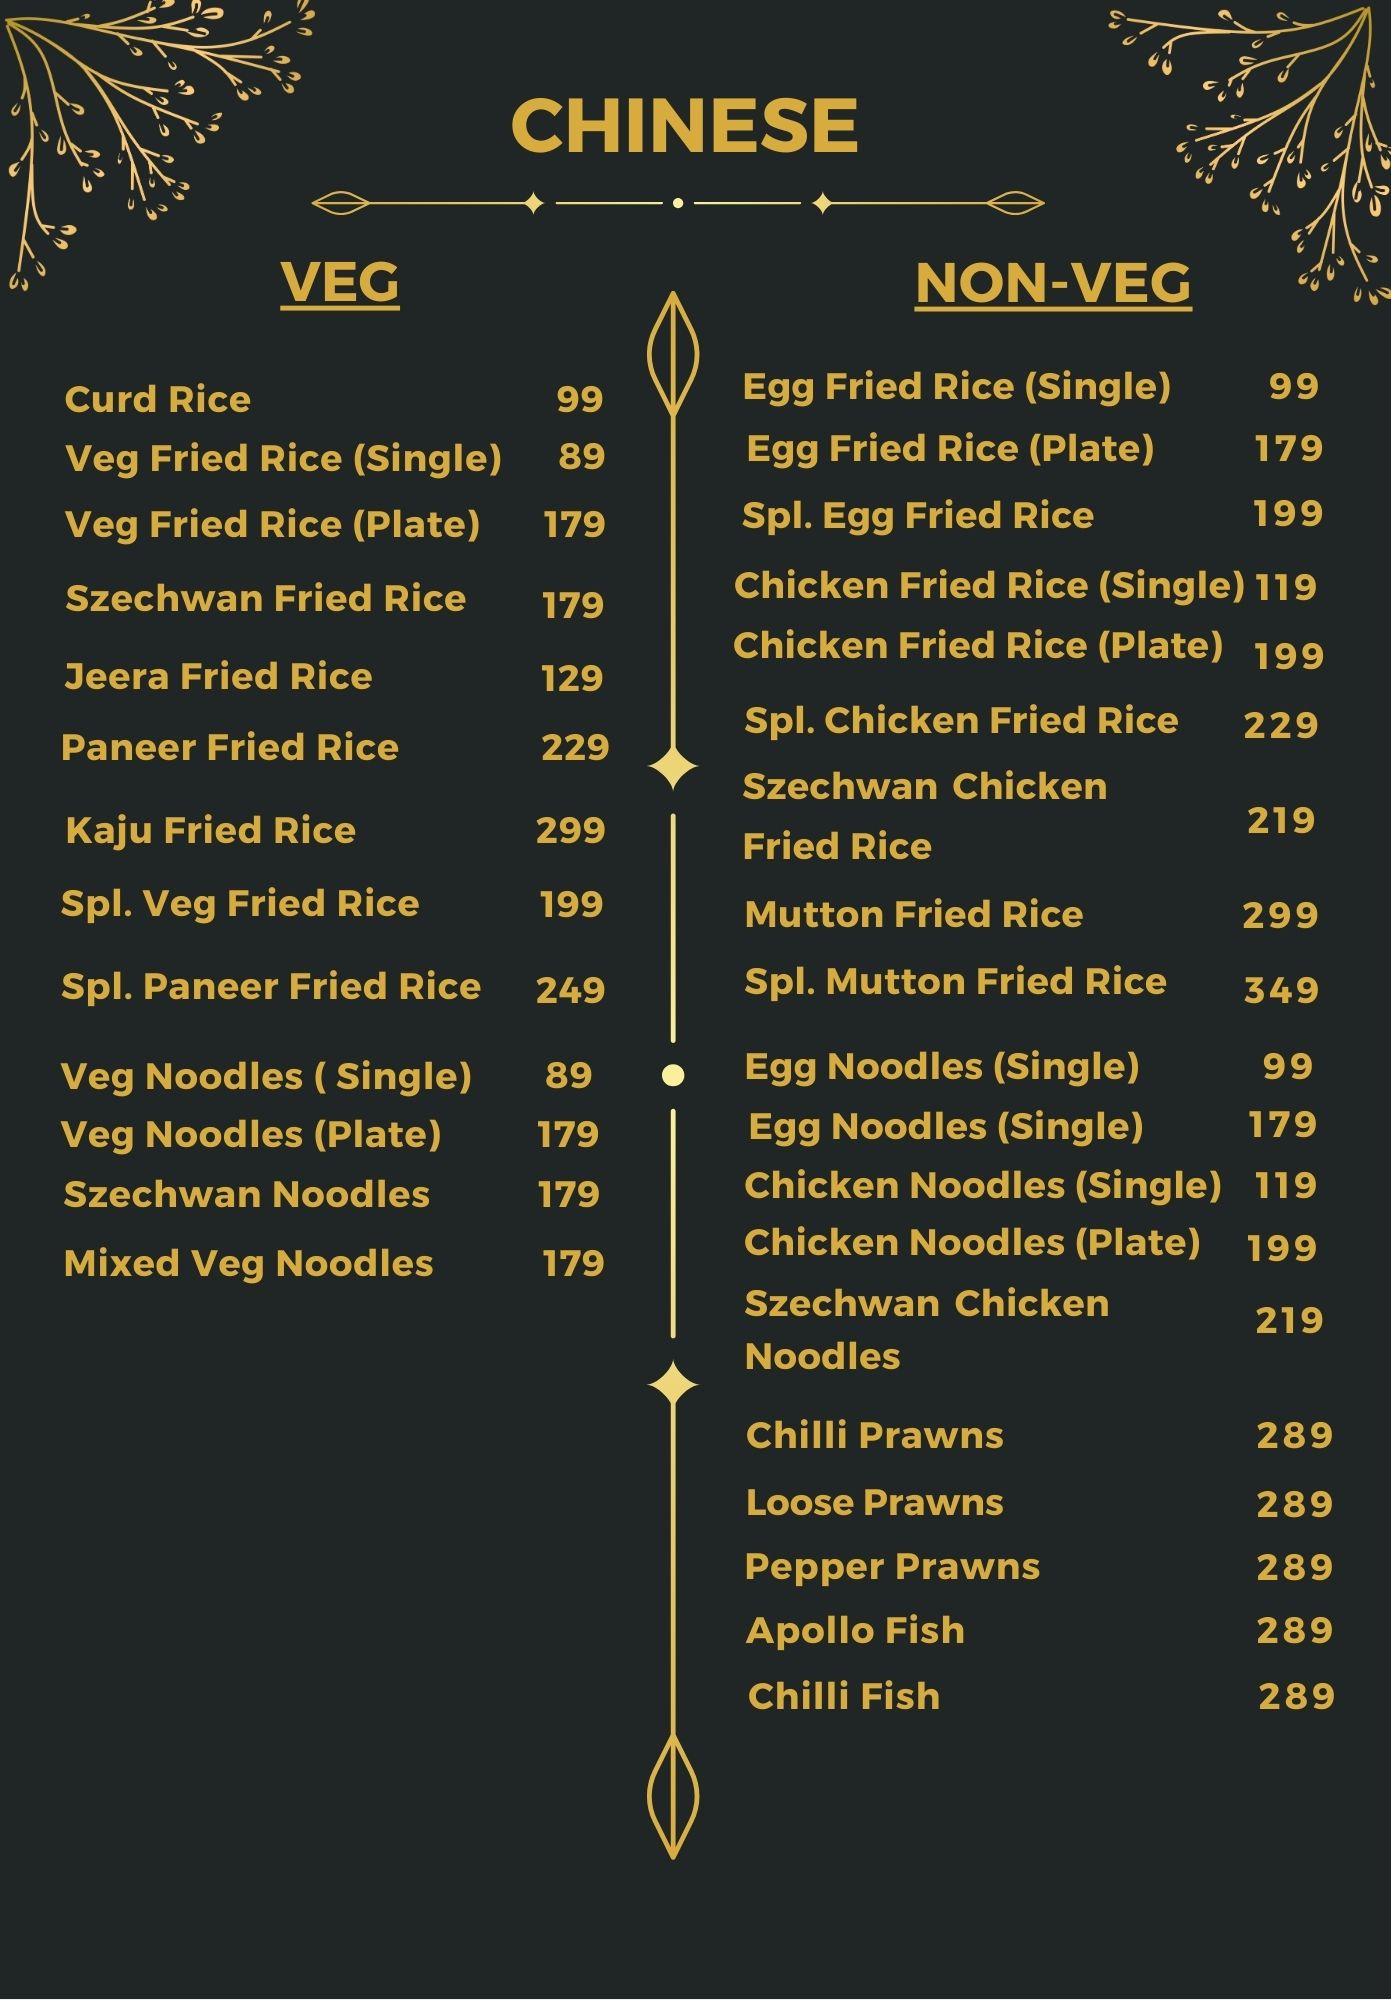 CHINESE
VEG
Curd Rice 99
Veg Fried Rice (Single) 89
Veg Fried Rice (Plate) 179
Szechwan Fried Rice 179
Jeera Fried Rice 129
Paneer Fried Rice 229
Kaju Fried Rice 299
Spl. Veg Fried Rice 199
Spl. Paneer Fried Rice 249
Veg Noodles ( Single) 89
Veg Noodles (Plate) 179
Szechwan Noodles 179
Mixed Veg Noodles 179
NON-VEG
Egg Fried Rice (Single) 99
Egg Fried Rice (Plate) 179
Spl. Egg Fried Rice 199
Chicken Fried Rice (Single) 119
Chicken Fried Rice (Plate) 199
Spl. Chicken Fried Rice 229
Szechwan Chicken
Fried Rice 219
Mutton Fried Rice 299
Spl. Mutton Fried Rice 349
Egg Noodles (Single) 99
Egg Noodles (Single) 179
Chicken Noodles (Single) 119
Chicken Noodles (Plate) 199
Szechwan Chicken
Noodles 219
Chilli Prawns 289
Loose Prawns 289
Pepper Prawns 289
Apollo Fish 289
Chilli Fish 289